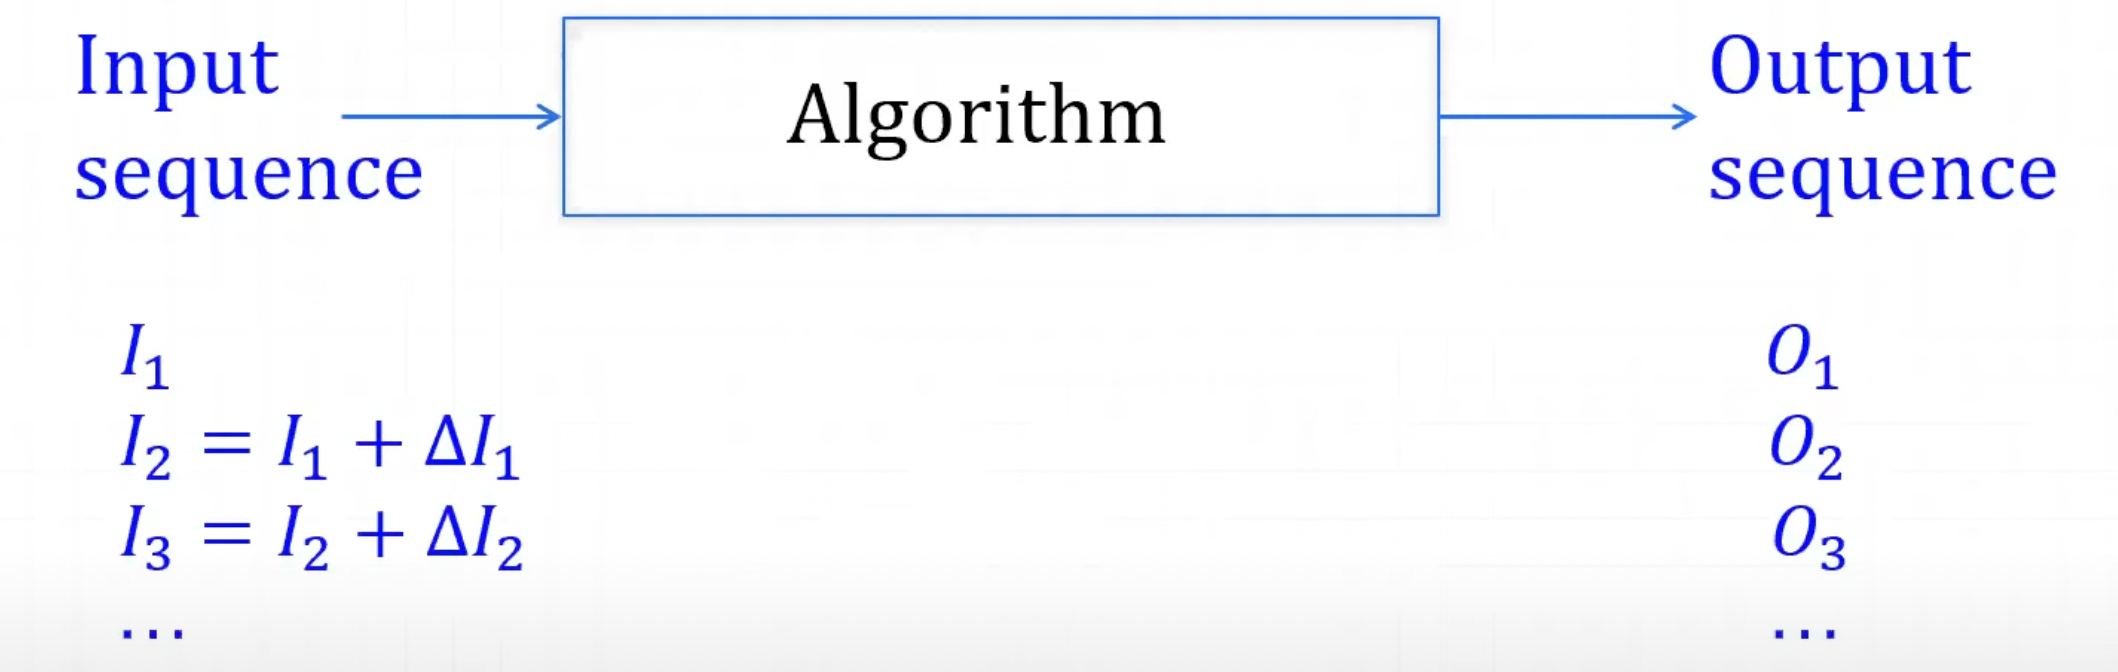 Input
sequence
Algorithm
Output
sequence
I₁
I₂ = I₁ + ΔI₁
I₃ = I₂ + ΔI₂
...
O₁
O₂
O₃
...